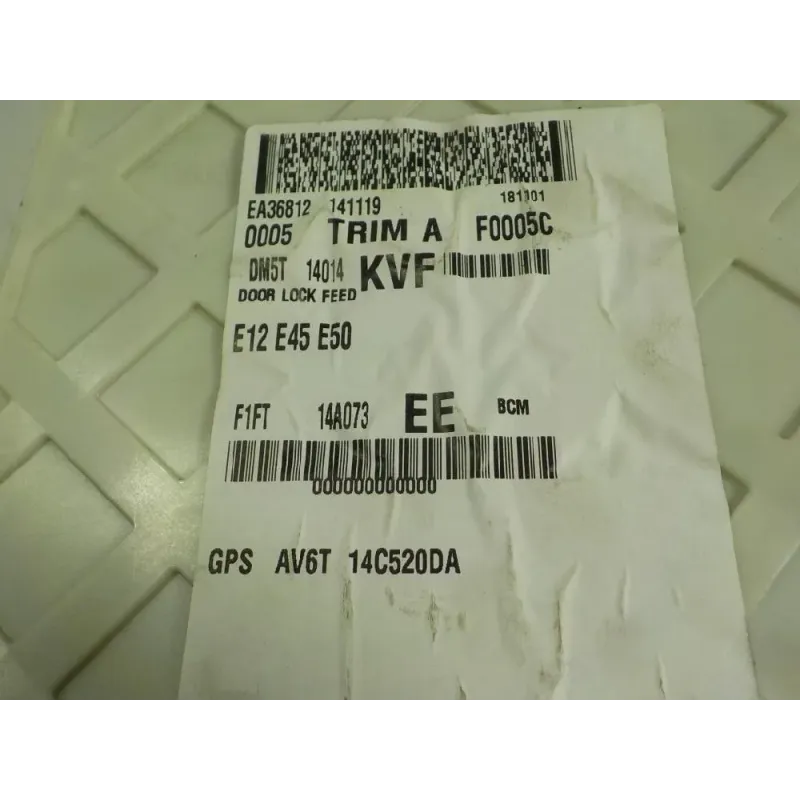 181101
EA36812 141119
0005 TRIM A F0005C
DM5T 14014 KVF
DOOR LOCK FEED
E12 E45 E50
F1FT 14A073 EE BCM
000000000000
GPS AV6T 14C520DA